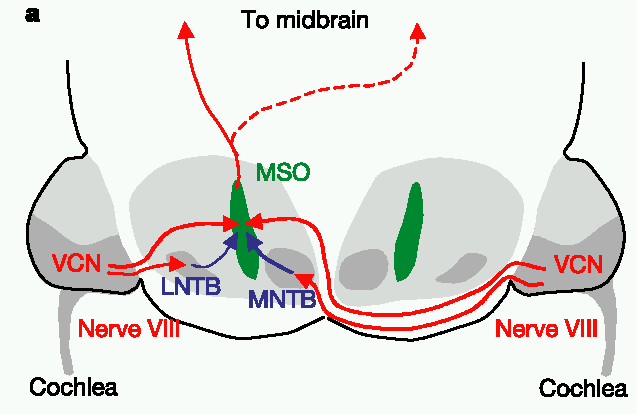 a
To midbrain
MSO
VCN
VCN
LNTB
MNTB
Nerve VIII
Nerve VIII
Cochlea
Cochlea